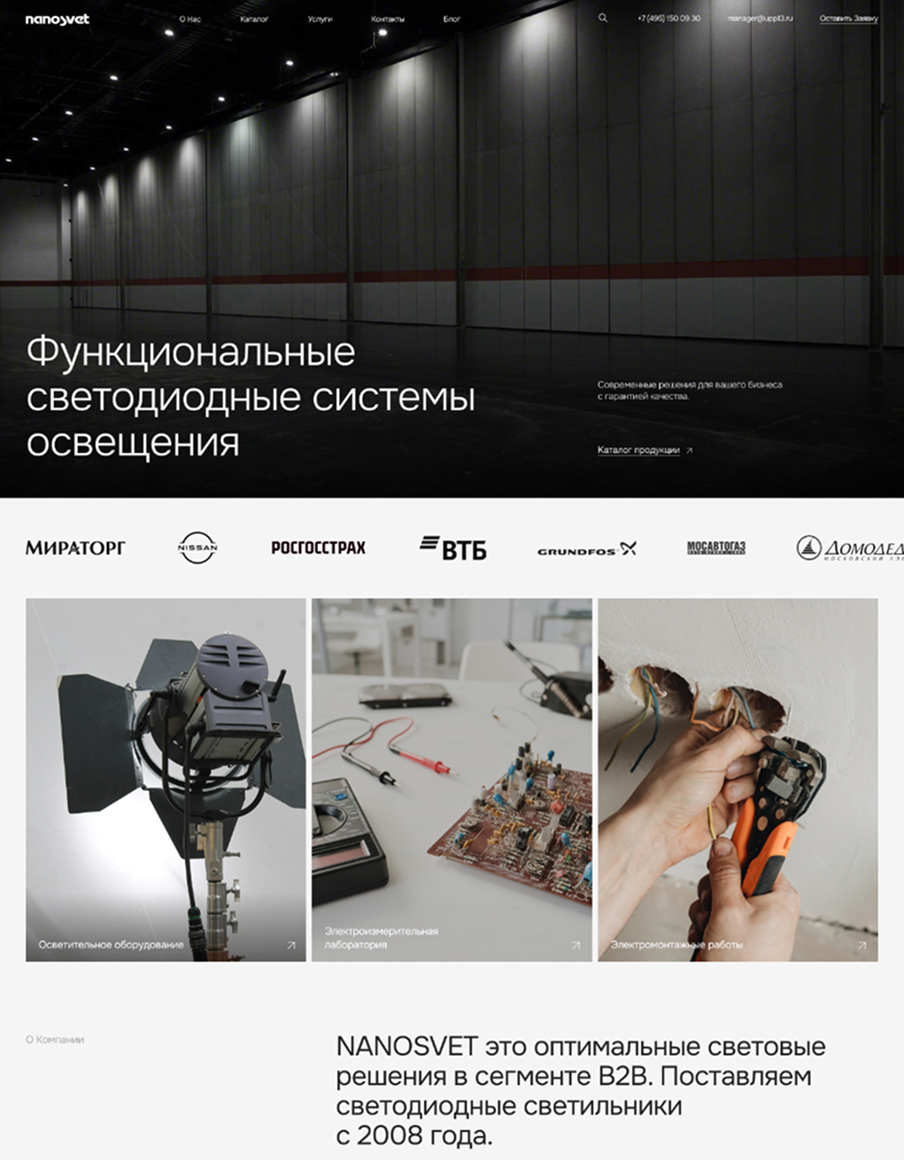 nanosvet
О Нас
Каталог
Услуги
Контакты
Блог
+7 (495) 150 09 30
manager@uppt3.ru
Оставить Заявку
Функциональные
светодиодные системы
освещения
Современные решения для вашего бизнеса
с гарантией качества.
Каталог продукции
МИРАТОРГ
NISSAN
РОСГОССТРАХ
ВТБ
GRUNDFOS
МОСАВТОГАЗ
ДОМОДЕД
Осветительное оборудование
Электроизмерительная
лаборатория
Электромонтажные работы
О Компании
NANOSVET это оптимальные световые
решения в сегменте B2B. Поставляем
светодиодные светильники
с 2008 года.